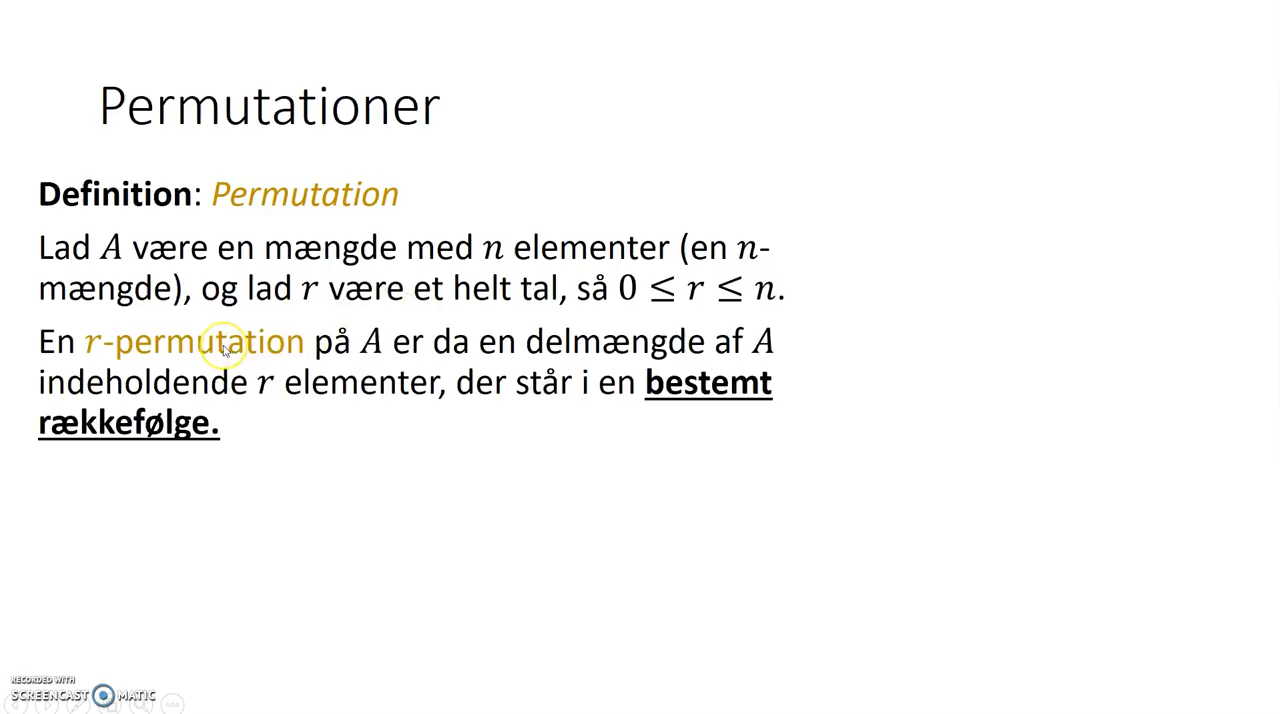 Permutationer
Definition: Permutation
Lad A være en mængde med n elementer (en n-
mængde), og lad r være et helt tal, så 0 ≤ r ≤ n.
En r-permutation på A er da en delmængde af A
indeholdende r elementer, der står i en bestemt
rækkefølge.
RECORDED WITH
SCREENCAST MATIC